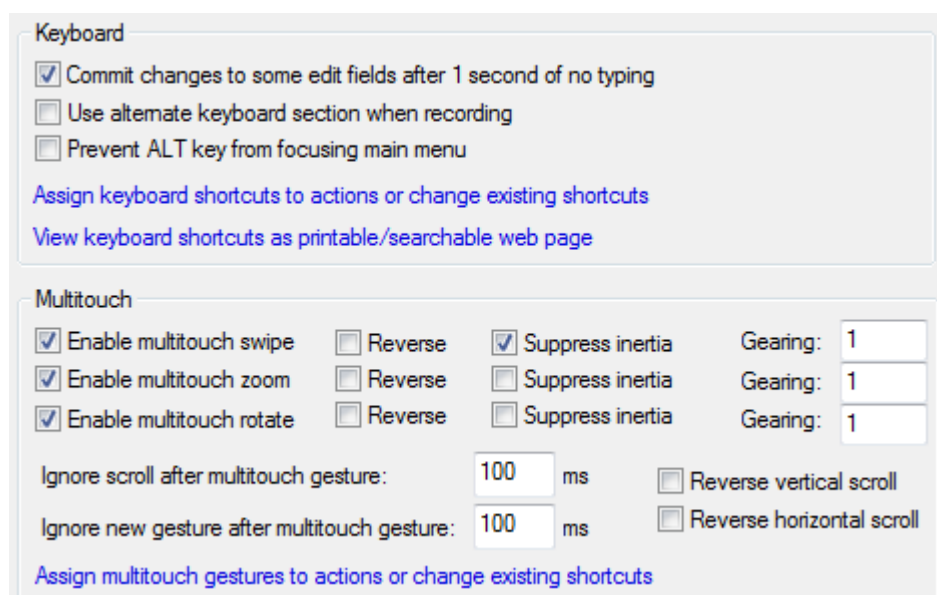 Keyboard
Commit changes to some edit fields after 1 second of no typing
Use alternate keyboard section when recording
Prevent ALT key from focusing main menu
Assign keyboard shortcuts to actions or change existing shortcuts
View keyboard shortcuts as printable/searchable web page
Multitouch
Enable multitouch swipe Reverse Suppress inertia Gearing: 1
Enable multitouch zoom Reverse Suppress inertia Gearing: 1
Enable multitouch rotate Reverse Suppress inertia Gearing: 1
Ignore scroll after multitouch gesture: 100 ms Reverse vertical scroll
Ignore new gesture after multitouch gesture: 100 ms Reverse horizontal scroll
Assign multitouch gestures to actions or change existing shortcuts